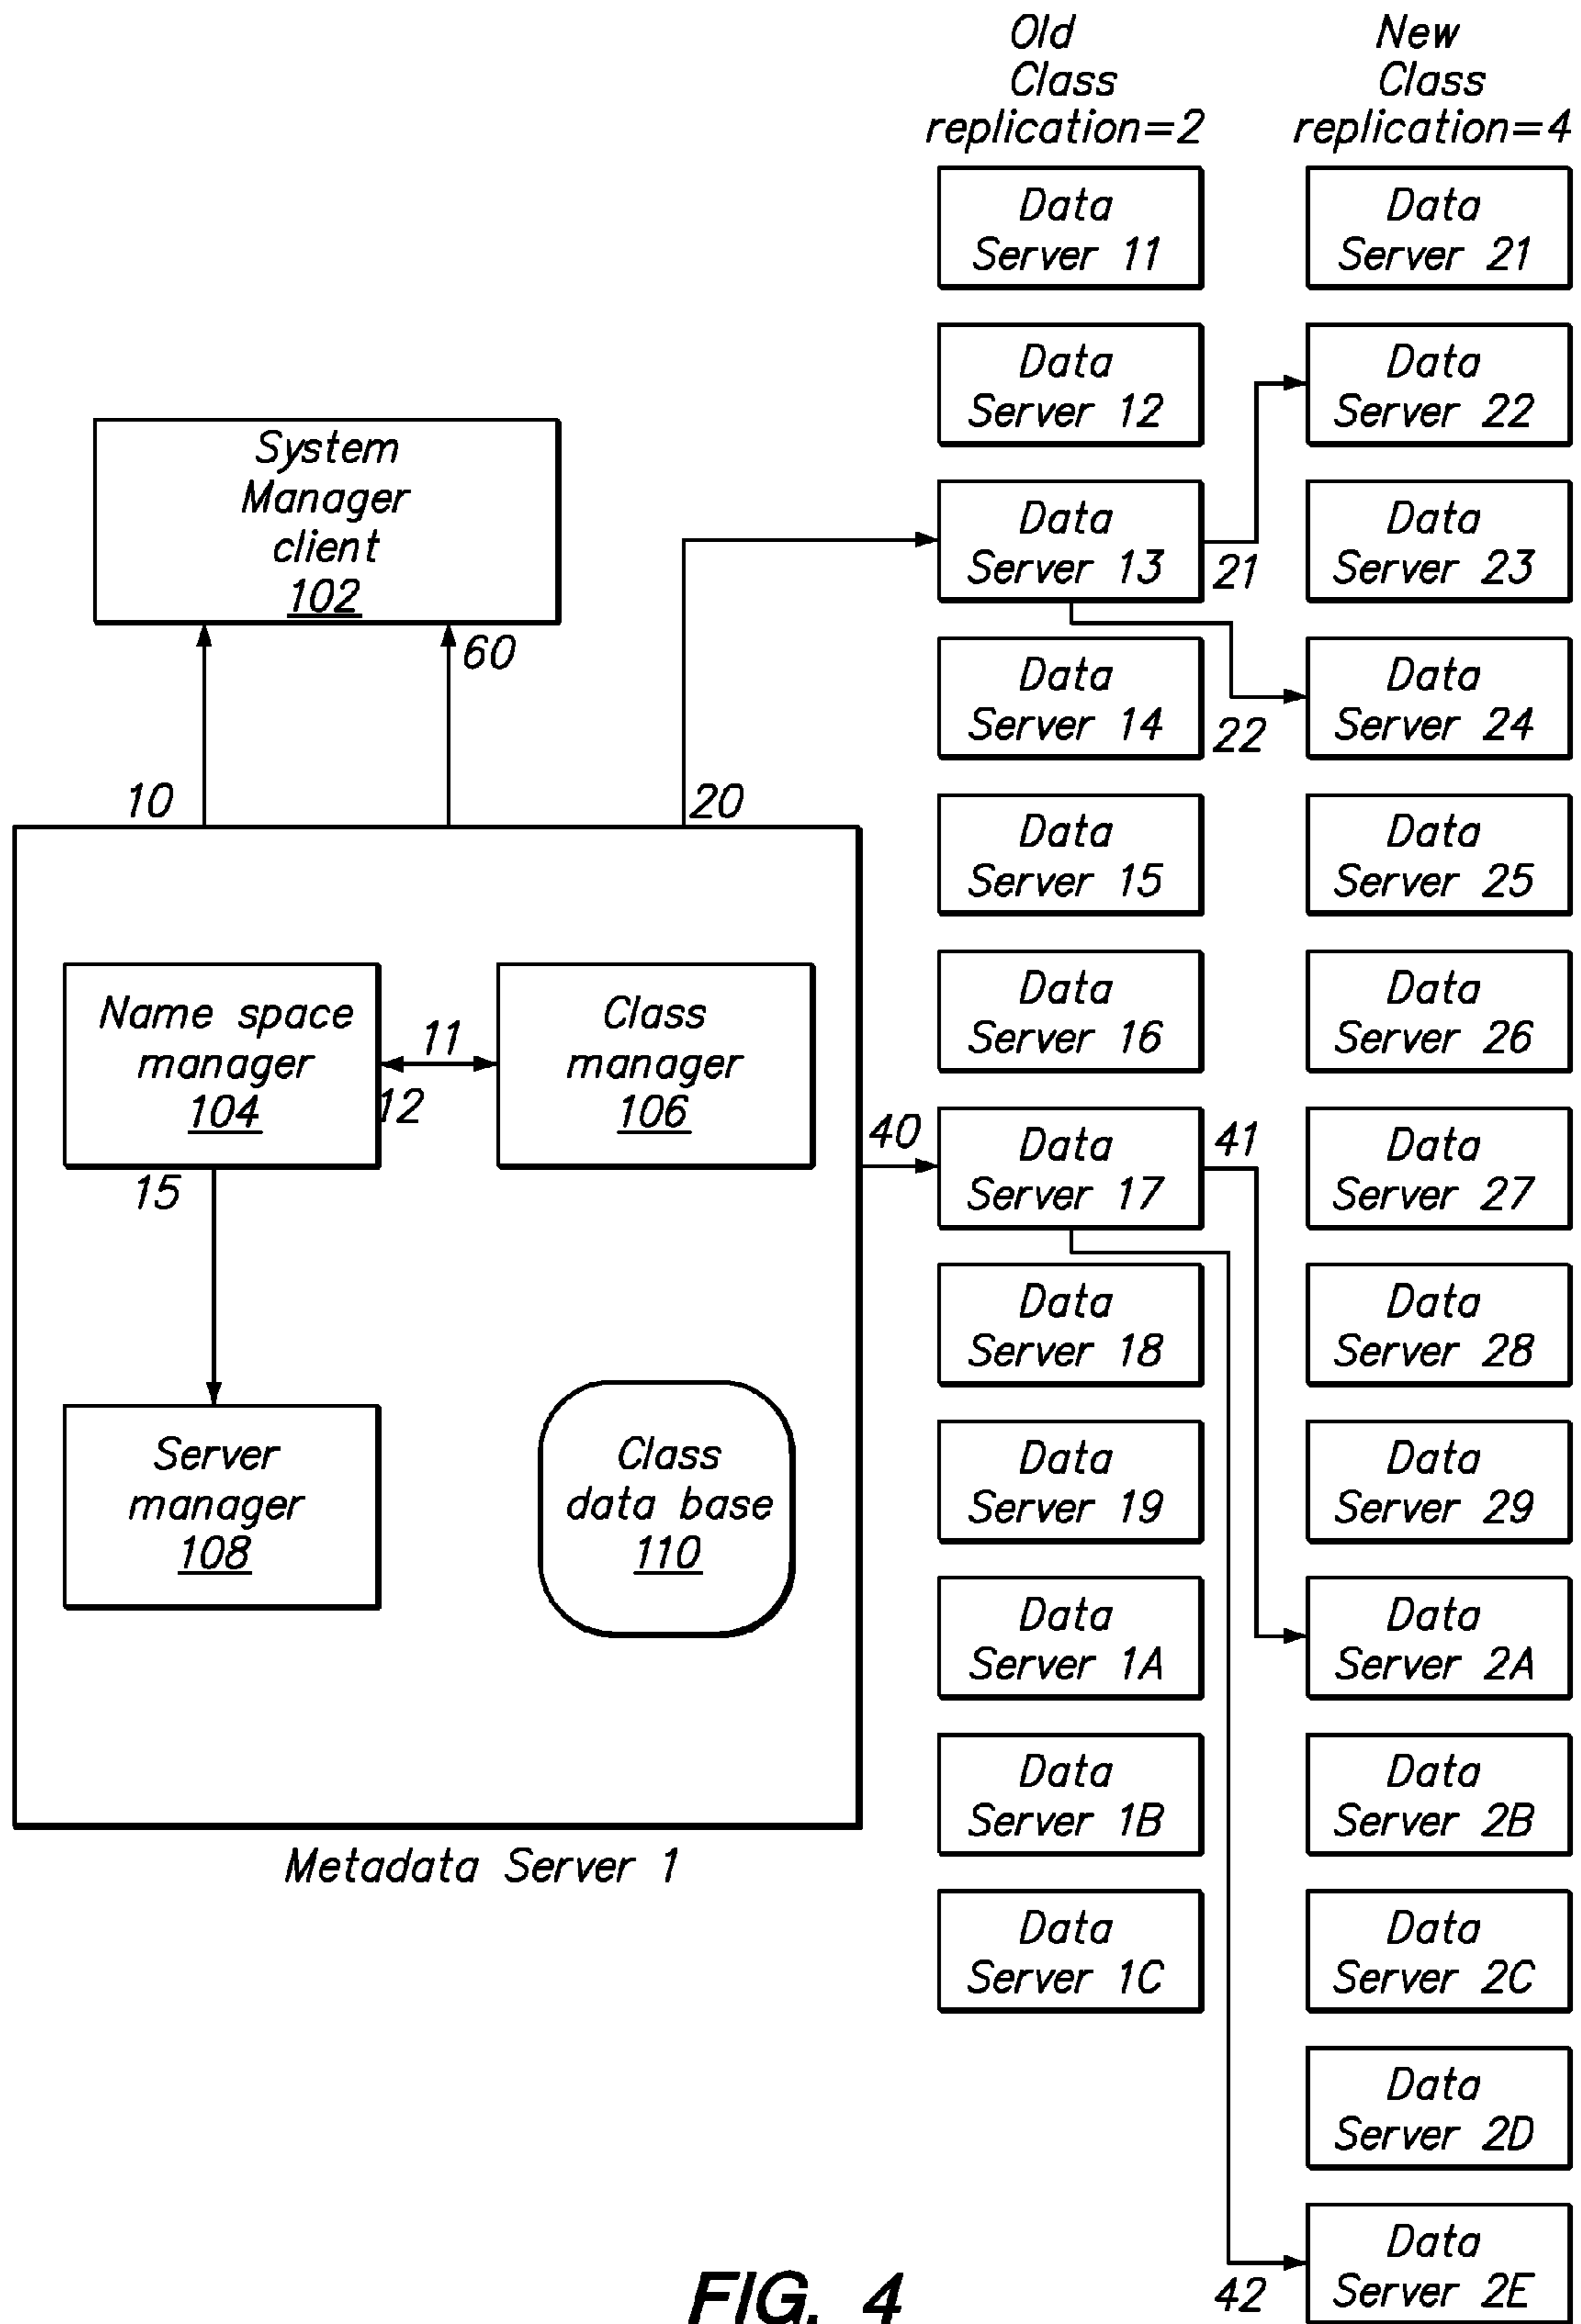 Old
Class
replication=2
New
Class
replication=4
Data
Server 11
Data
Server 21
Data
Server 12
Data
Server 22
System
Manager
client
102
Data
Server 13
21
Data
Server 23
60
Data
Server 14
22
Data
Server 24
10
20
Data
Server 15
Data
Server 25
Name space
manager
104
11
12
Class
manager
106
Data
Server 16
Data
Server 26
15
40
Data
Server 17
41
Data
Server 27
Data
Server 18
Data
Server 28
Server
manager
108
Class
data base
110
Data
Server 19
Data
Server 29
Data
Server 1A
Data
Server 2A
Data
Server 1B
Data
Server 2B
Metadata Server 1
Data
Server 1C
Data
Server 2C
Data
Server 2D
42
Data
Server 2E
FIG. 4